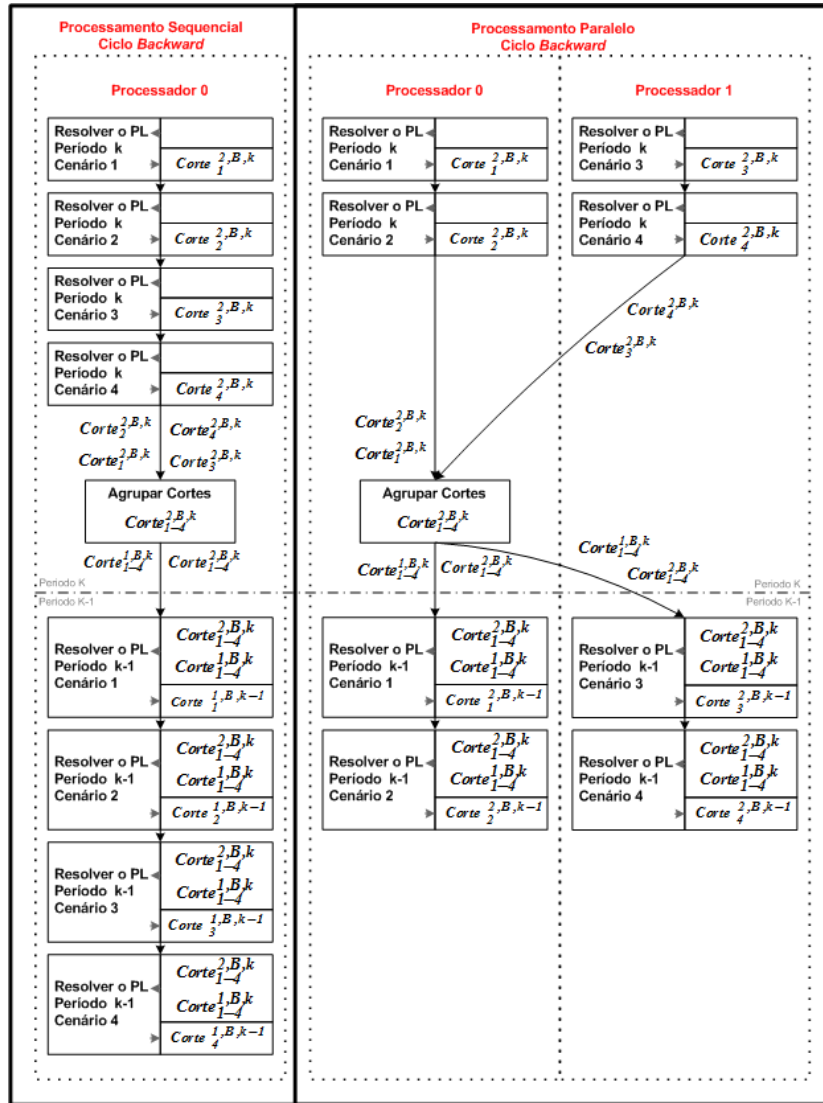 Processamento Sequencial
Ciclo Backward
Processador 0
Resolver o PL
Período k
Cenário 1
Corte 2,B,k 1
Resolver o PL
Período k
Cenário 2
Corte 2,B,k 2
Resolver o PL
Período k
Cenário 3
Corte 2,B,k 3
Resolver o PL
Período k
Cenário 4
Corte 2,B,k 4
Corte 2,B,k 2 Corte 2,B,k 4
Corte 2,B,k 1 Corte 2,B,k 3
Agrupar Cortes
Corte 2,B,k 1–4
Corte 1,B,k 1–4 Corte 2,B,k 1–4
Período K
Período K-1
Resolver o PL
Período k-1
Cenário 1
Corte 2,B,k 1–4
Corte 1,B,k 1–4
Corte 1,B,k−1 1
Resolver o PL
Período k-1
Cenário 2
Corte 2,B,k 1–4
Corte 1,B,k 1–4
Corte 1,B,k−1 2
Resolver o PL
Período k-1
Cenário 3
Corte 2,B,k 1–4
Corte 1,B,k 1–4
Corte 1,B,k−1 3
Resolver o PL
Período k-1
Cenário 4
Corte 2,B,k 1–4
Corte 1,B,k 1–4
Corte 1,B,k−1 4
Processamento Paralelo
Ciclo Backward
Processador 0
Resolver o PL
Período k
Cenário 1
Corte 2,B,k 1
Resolver o PL
Período k
Cenário 2
Corte 2,B,k 2
Corte 2,B,k 2
Corte 2,B,k 1
Agrupar Cortes
Corte 2,B,k 1–4
Corte 1,B,k 1–4 Corte 2,B,k 1–4
Resolver o PL
Período k-1
Cenário 1
Corte 2,B,k 1–4
Corte 1,B,k 1–4
Corte 2,B,k−1 1
Resolver o PL
Período k-1
Cenário 2
Corte 2,B,k 1–4
Corte 1,B,k 1–4
Corte 2,B,k−1 2
Processador 1
Resolver o PL
Período k
Cenário 3
Corte 2,B,k 3
Resolver o PL
Período k
Cenário 4
Corte 2,B,k 4
Corte 2,B,k 4
Corte 2,B,k 3
Corte 1,B,k 1–4
Corte 2,B,k 1–4
Período K
Período K-1
Resolver o PL
Período k-1
Cenário 3
Corte 2,B,k 1–4
Corte 1,B,k 1–4
Corte 2,B,k−1 3
Resolver o PL
Período k-1
Cenário 4
Corte 2,B,k 1–4
Corte 1,B,k 1–4
Corte 2,B,k−1 4